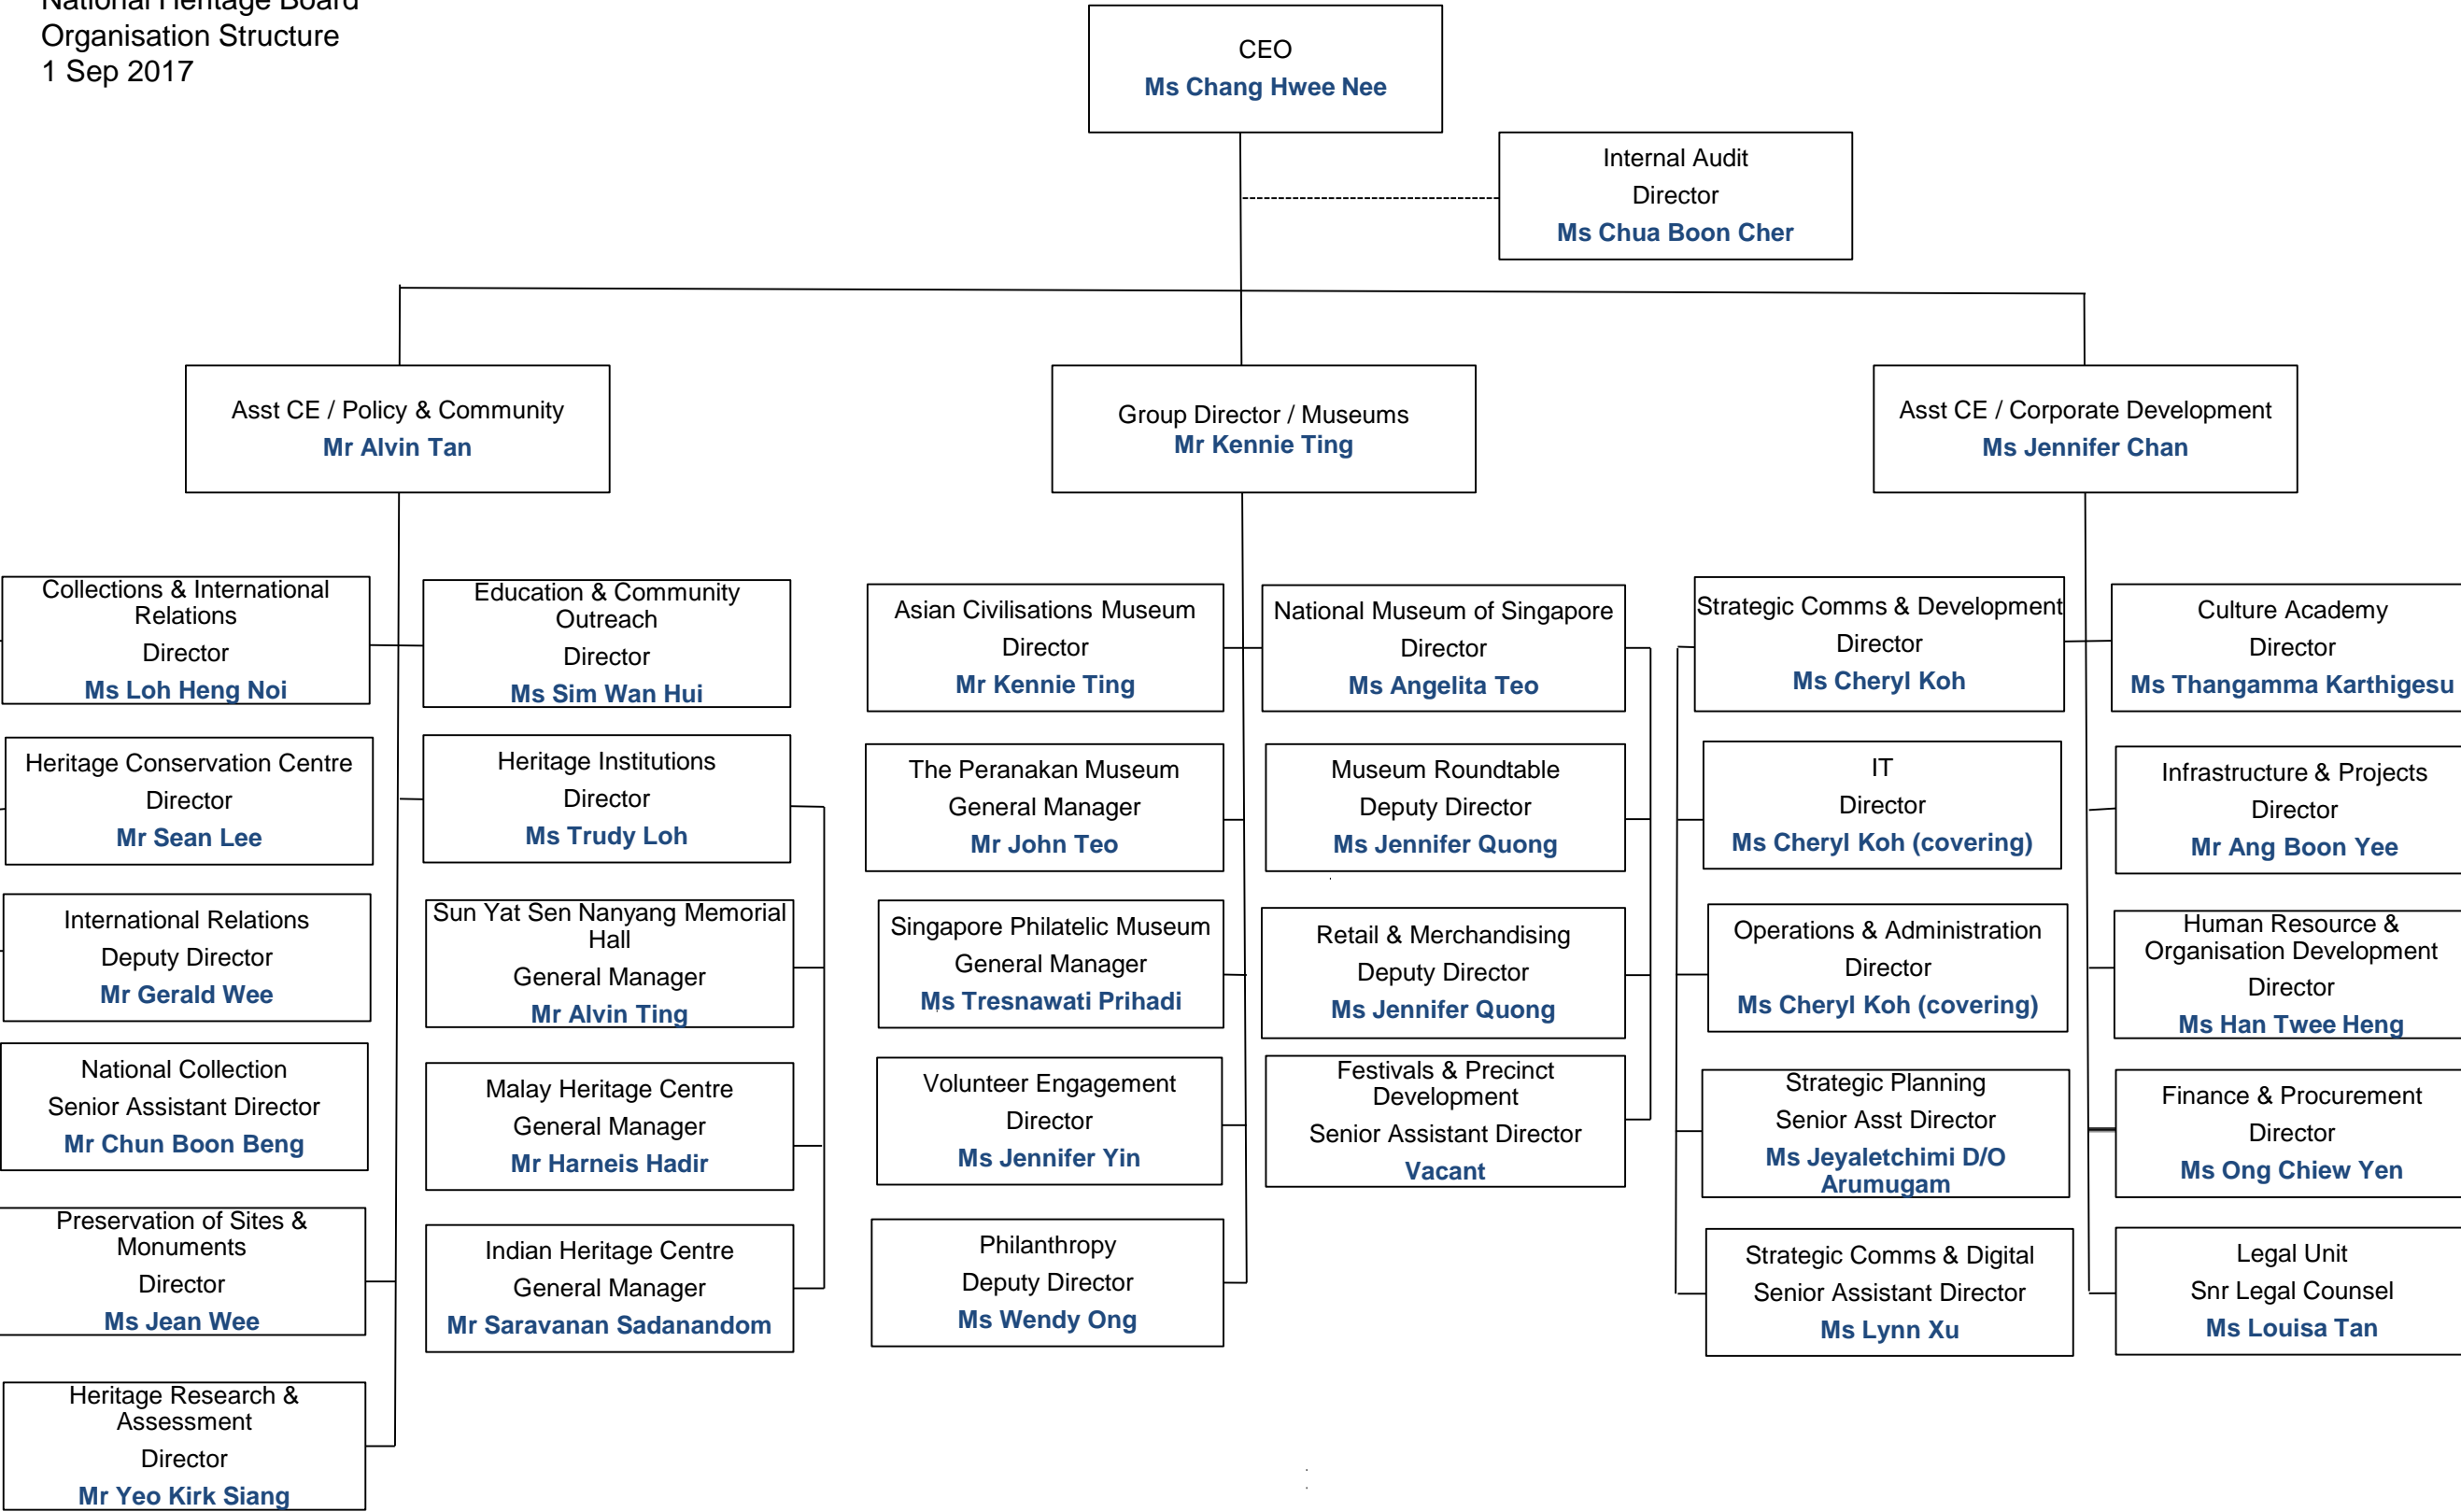 National Heritage Board
Organisation Structure
1 Sep 2017
CEO
Ms Chang Hwee Nee
Internal Audit
Director
Ms Chua Boon Cher
Asst CE / Policy & Community
Mr Alvin Tan
Group Director / Museums
Mr Kennie Ting
Asst CE / Corporate Development
Ms Jennifer Chan
Collections & International
Relations
Director
Ms Loh Heng Noi
Heritage Conservation Centre
Director
Mr Sean Lee
International Relations
Deputy Director
Mr Gerald Wee
National Collection
Senior Assistant Director
Mr Chun Boon Beng
Preservation of Sites &
Monuments
Director
Ms Jean Wee
Heritage Research &
Assessment
Director
Mr Yeo Kirk Siang
Education & Community
Outreach
Director
Ms Sim Wan Hui
Heritage Institutions
Director
Ms Trudy Loh
Sun Yat Sen Nanyang Memorial
Hall
General Manager
Mr Alvin Ting
Malay Heritage Centre
General Manager
Mr Harneis Hadir
Indian Heritage Centre
General Manager
Mr Saravanan Sadanandom
Asian Civilisations Museum
Director
Mr Kennie Ting
The Peranakan Museum
General Manager
Mr John Teo
Singapore Philatelic Museum
General Manager
Ms Tresnawati Prihadi
Volunteer Engagement
Director
Ms Jennifer Yin
Philanthropy
Deputy Director
Ms Wendy Ong
National Museum of Singapore
Director
Ms Angelita Teo
Museum Roundtable
Deputy Director
Ms Jennifer Quong
Retail & Merchandising
Deputy Director
Ms Jennifer Quong
Festivals & Precinct
Development
Senior Assistant Director
Vacant
Strategic Comms & Development
Director
Ms Cheryl Koh
IT
Director
Ms Cheryl Koh (covering)
Operations & Administration
Director
Ms Cheryl Koh (covering)
Strategic Planning
Senior Asst Director
Ms Jeyaletchimi D/O
Arumugam
Strategic Comms & Digital
Senior Assistant Director
Ms Lynn Xu
Culture Academy
Director
Ms Thangamma Karthigesu
Infrastructure & Projects
Director
Mr Ang Boon Yee
Human Resource &
Organisation Development
Director
Ms Han Twee Heng
Finance & Procurement
Director
Ms Ong Chiew Yen
Legal Unit
Snr Legal Counsel
Ms Louisa Tan